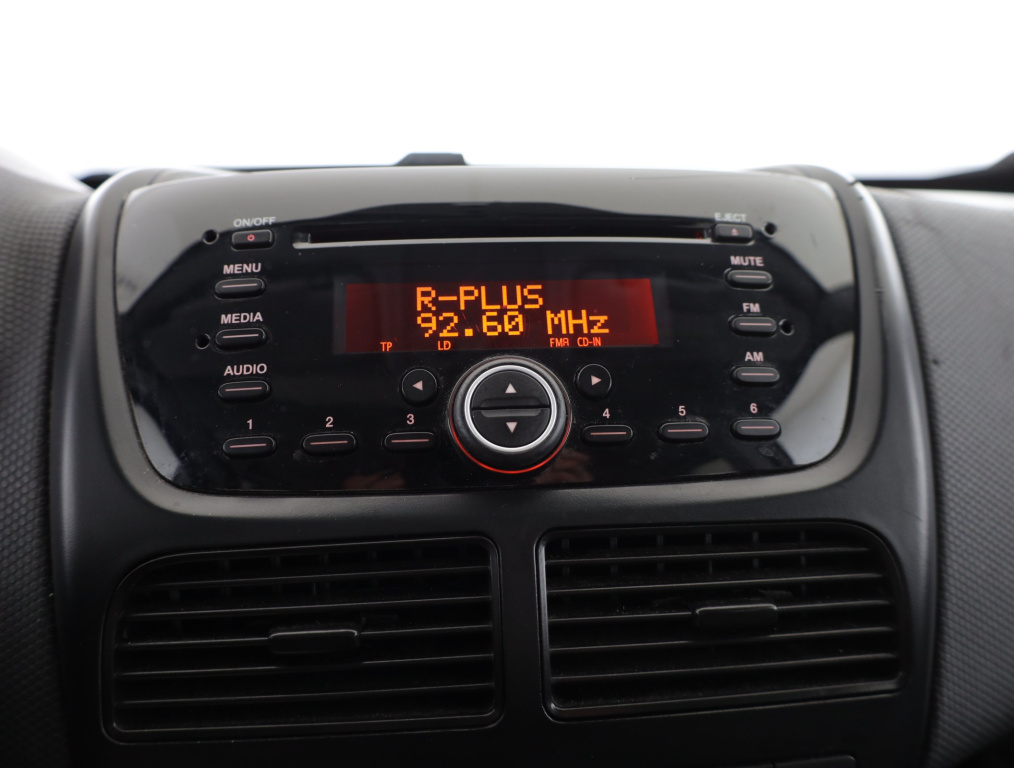 ON/OFF
EJECT
MENU
MUTE
R-PLUS
92.60 MHz
MEDIA
FM
TP LD FMA CD-IN
AUDIO
AM
1 2 3 4 5 6